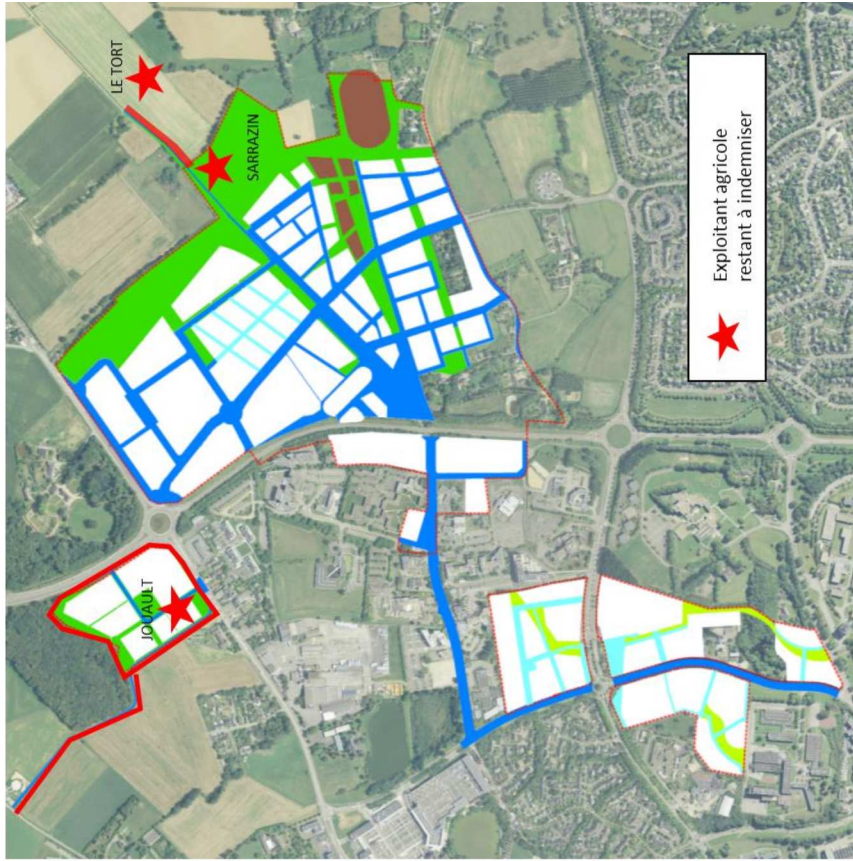 LE TORT
SARRAZIN
JOUAULT
Exploitant agricole
restant à indemniser